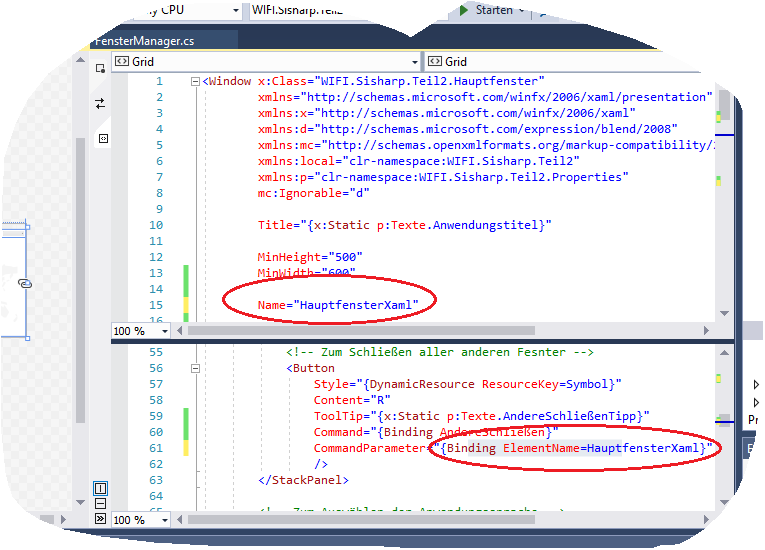 CPU
WIFI.Sisharp.Teil2
Starten
FensterManager.cs
Grid
Grid
1 <Window x:Class="WIFI.Sisharp.Teil2.Hauptfenster"
2 xmlns="http://schemas.microsoft.com/winfx/2006/xaml/presentation"
3 xmlns:x="http://schemas.microsoft.com/winfx/2006/xaml"
4 xmlns:d="http://schemas.microsoft.com/expression/blend/2008"
5 xmlns:mc="http://schemas.openxmlformats.org/markup-compatibility/2
6 xmlns:local="clr-namespace:WIFI.Sisharp.Teil2"
7 xmlns:p="clr-namespace:WIFI.Sisharp.Teil2.Properties"
8 mc:Ignorable="d"
9
10 Title="{x:Static p:Texte.Anwendungstitel}"
11
12 MinHeight="500"
13 MinWidth="600"
14
15 Name="HauptfensterXaml"
16
100 %
55 <!-- Zum Schließen aller anderen Fesnter -->
56 <Button
57 Style="{DynamicResource ResourceKey=Symbol}"
58 Content="R"
59 ToolTip="{x:Static p:Texte.AndereSchließenTipp}"
60 Command="{Binding AndereSchließen}"
61 CommandParameter="{Binding ElementName=HauptfensterXaml}"
62 />
63 </StackPanel>
64
65 <!-- Zum Auswählen der Anwendungssprache -->
100 %